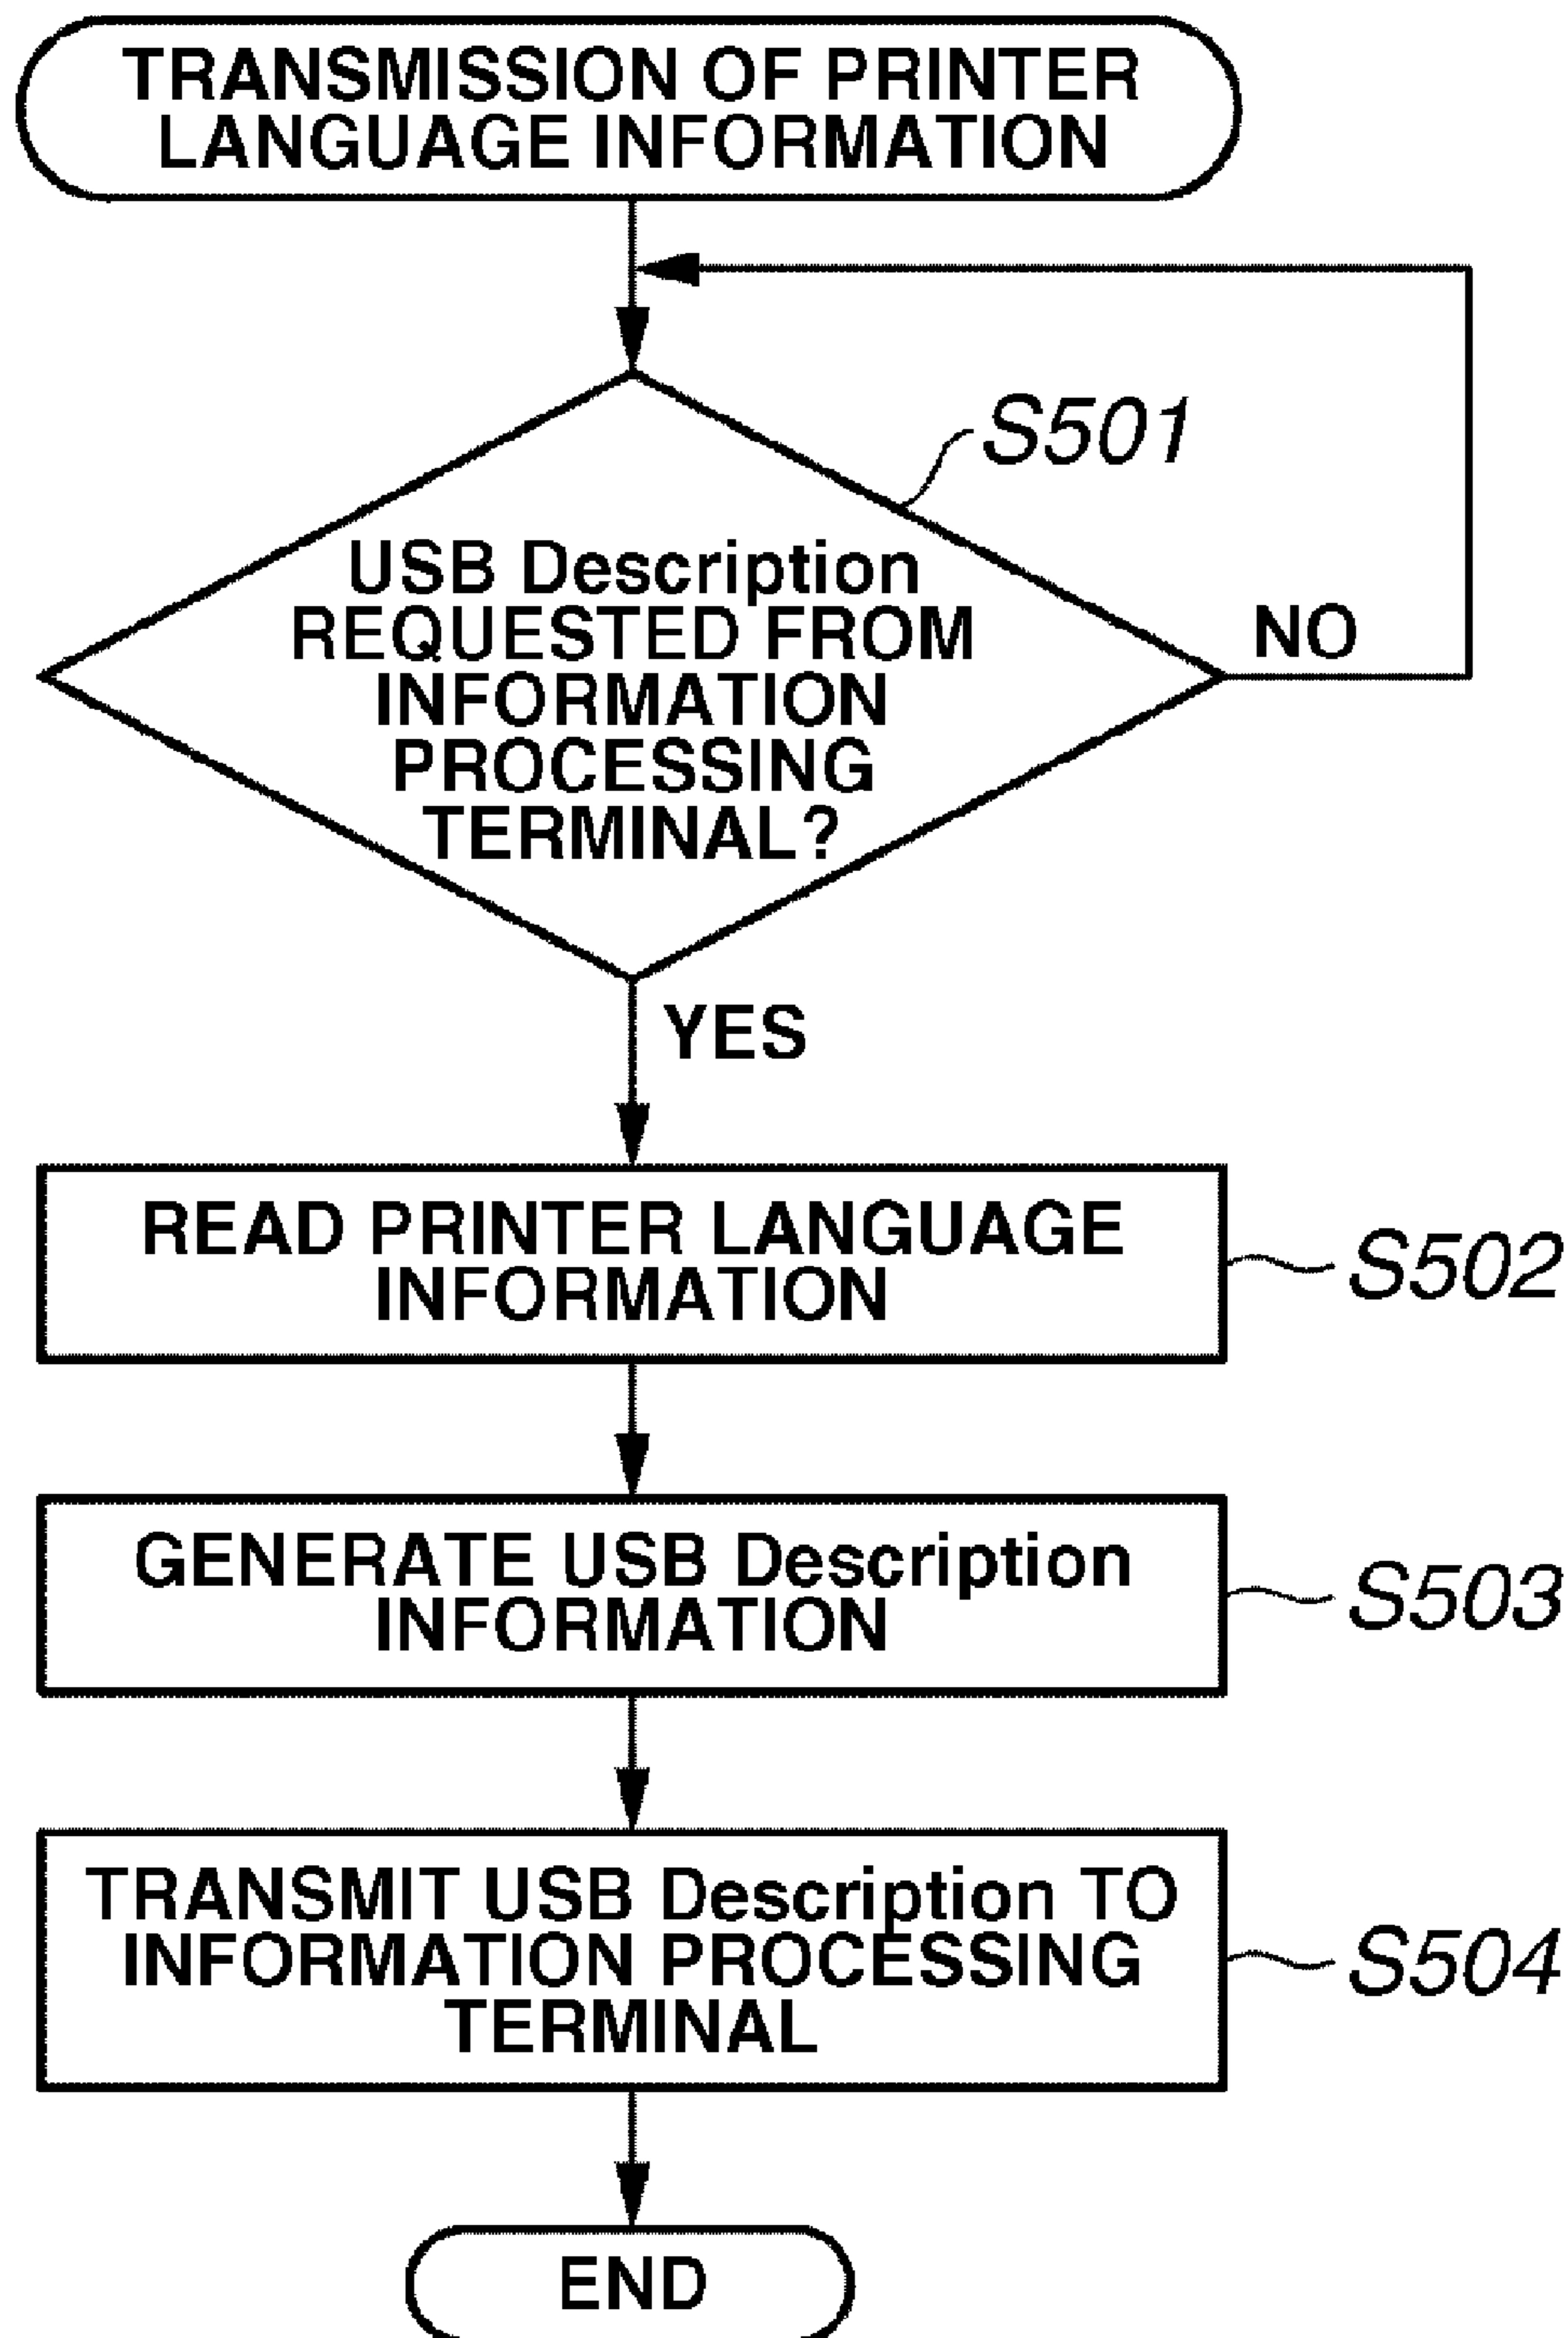 TRANSMISSION OF PRINTER
LANGUAGE INFORMATION
S501
USB Description
REQUESTED FROM
INFORMATION
PROCESSING
TERMINAL?
NO
YES
READ PRINTER LANGUAGE
INFORMATION
S502
GENERATE USB Description
INFORMATION
S503
TRANSMIT USB Description TO
INFORMATION PROCESSING
TERMINAL
S504
END